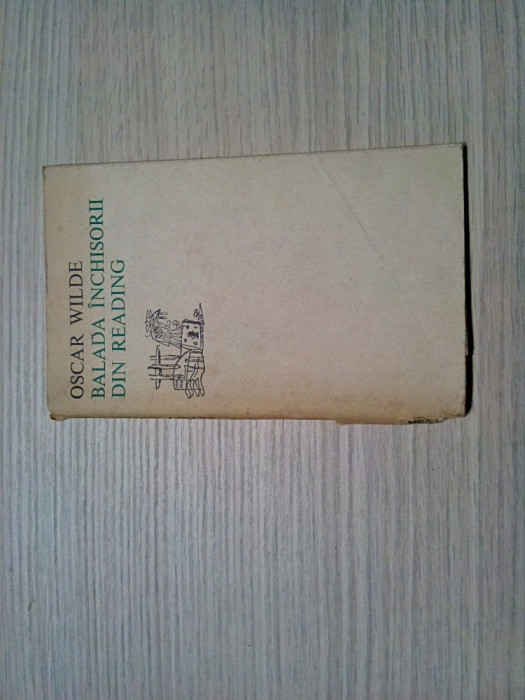 OSCAR WILDE
BALADA ÎNCHISORII
DIN READING